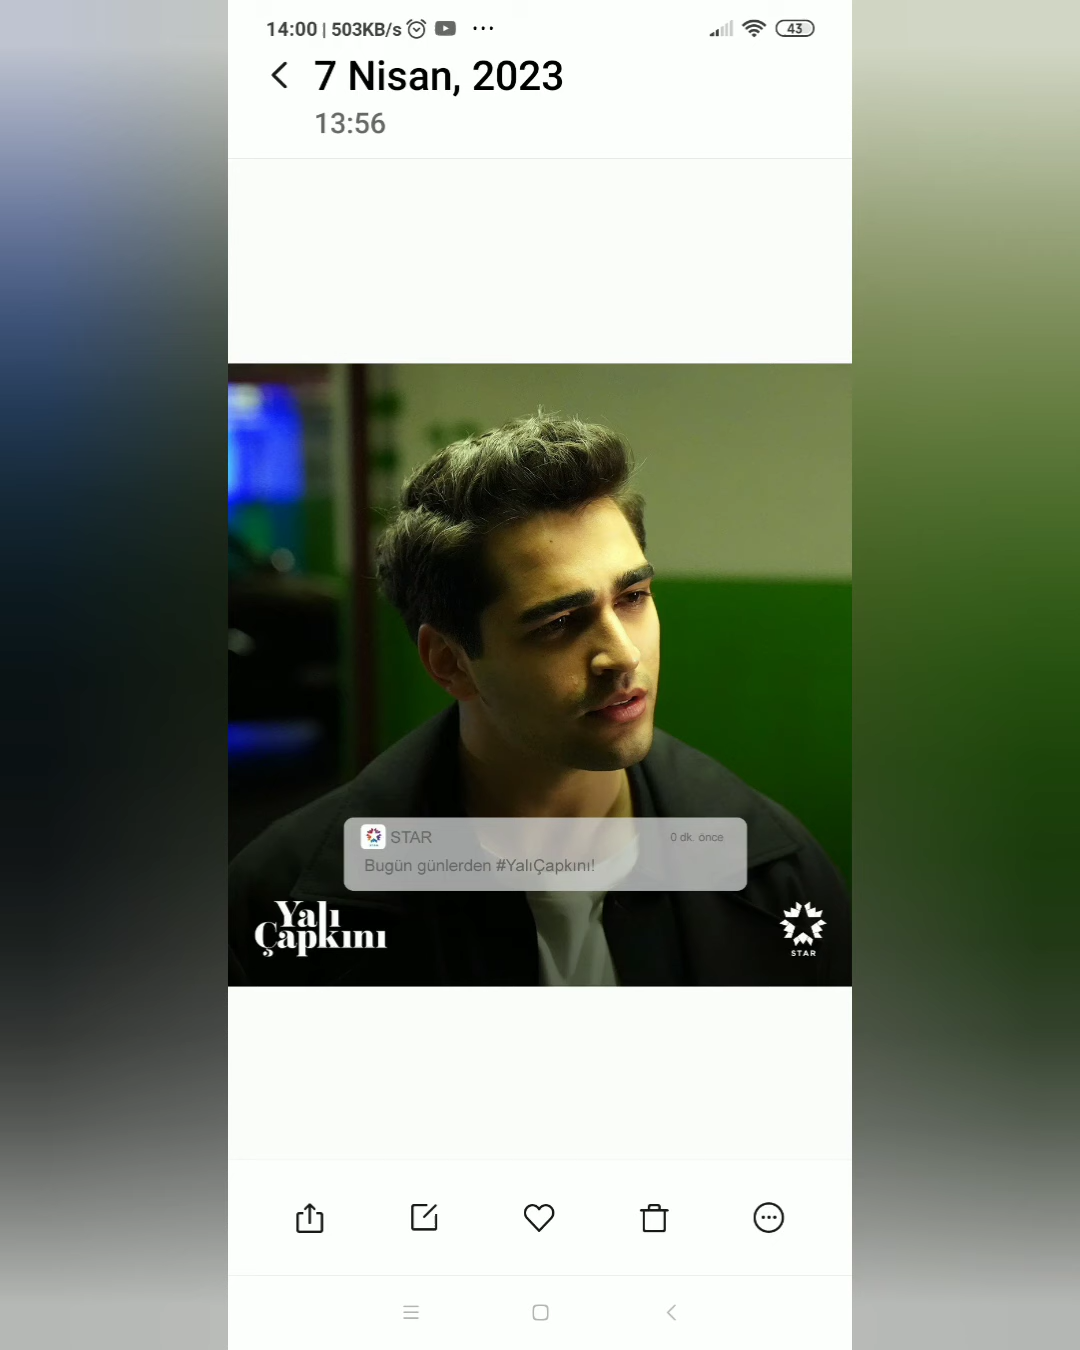 14:00 | 503KB/s
43
7 Nisan, 2023
13:56
STAR
0 dk. önce
Bugün günlerden #YalıÇapkını!
Yalı
Çapkını
STAR